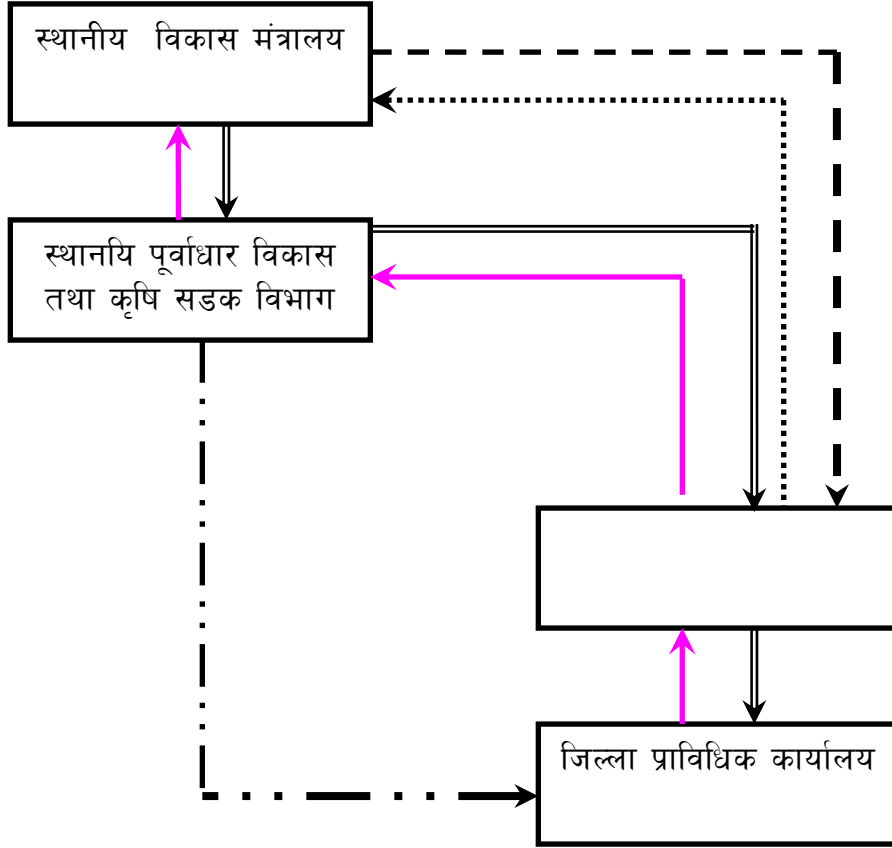 स्थानीय विकास मंत्रालय
स्थानयि पूर्वाधार विकास
तथा कृषि सडक विभाग
जिल्ला प्राविधिक कार्यालय